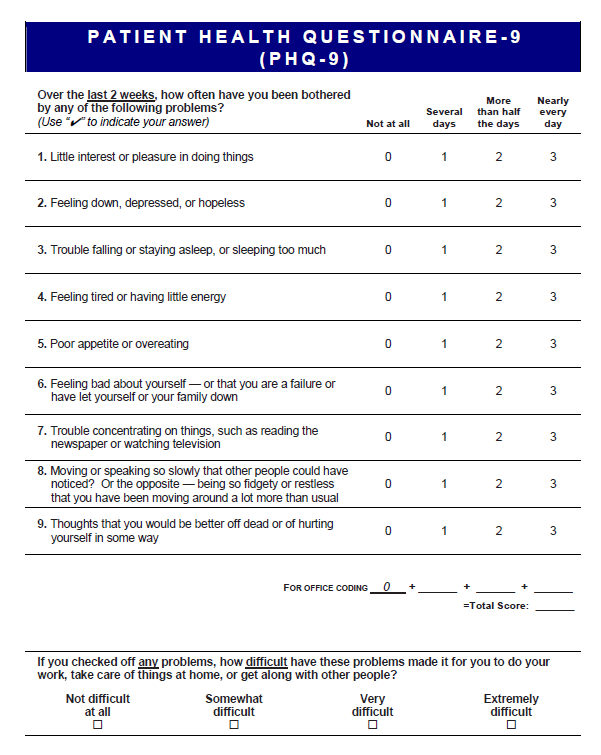 PATIENT HEALTH QUESTIONNAIRE-9
(PHQ-9)
Over the last 2 weeks, how often have you been bothered
by any of the following problems?
(Use “✔” to indicate your answer)
Not at all
Several
days
More
than half
the days
Nearly
every
day
1. Little interest or pleasure in doing things 0 1 2 3
2. Feeling down, depressed, or hopeless 0 1 2 3
3. Trouble falling or staying asleep, or sleeping too much 0 1 2 3
4. Feeling tired or having little energy 0 1 2 3
5. Poor appetite or overeating 0 1 2 3
6. Feeling bad about yourself — or that you are a failure or
have let yourself or your family down 0 1 2 3
7. Trouble concentrating on things, such as reading the
newspaper or watching television 0 1 2 3
8. Moving or speaking so slowly that other people could have
noticed? Or the opposite — being so fidgety or restless
that you have been moving around a lot more than usual 0 1 2 3
9. Thoughts that you would be better off dead or of hurting
yourself in some way 0 1 2 3
FOR OFFICE CODING 0 + ______ + ______ + ______
=Total Score: ______
If you checked off any problems, how difficult have these problems made it for you to do your
work, take care of things at home, or get along with other people?
Not difficult
at all
☐
Somewhat
difficult
☐
Very
difficult
☐
Extremely
difficult
☐